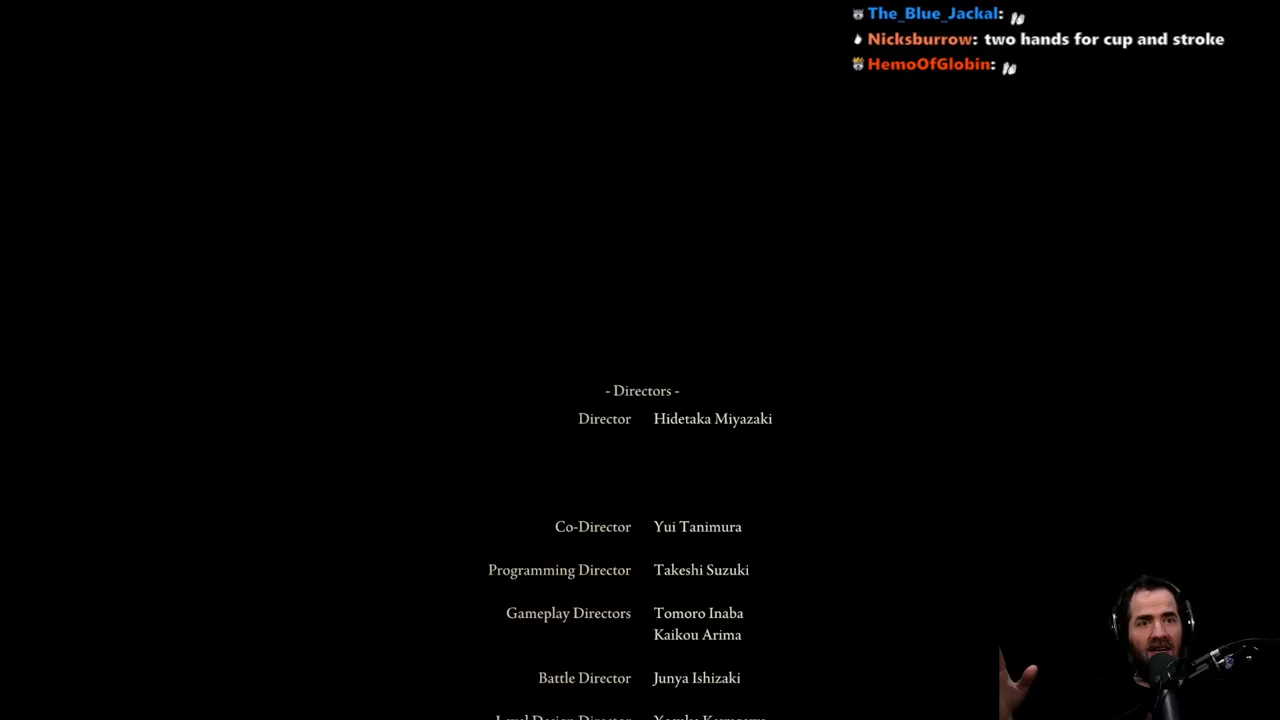 The_Blue_Jackal:
Nicksburrow: two hands for cup and stroke
HemoOfGlobin:
- Directors -
Director Hidetaka Miyazaki
Co-Director Yui Tanimura
Programming Director Takeshi Suzuki
Gameplay Directors Tomoro Inaba
Kaikou Arima
Battle Director Junya Ishizaki